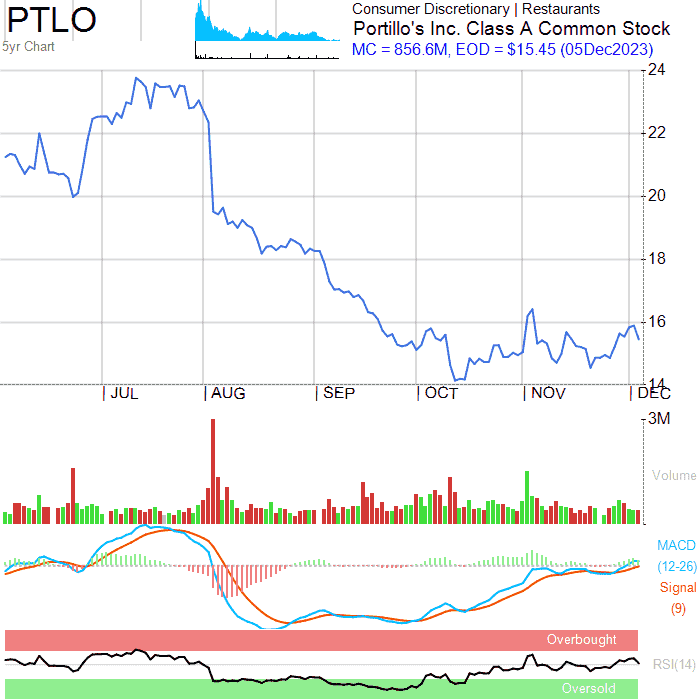 PTLO
5yr Chart
Consumer Discretionary | Restaurants
Portillo's Inc. Class A Common Stock
MC = 856.6M, EOD = $15.45 (05Dec2023)
24
22
20
18
16
14
JUL AUG SEP OCT NOV DEC
3M
Volume
MACD
(12-26)
Signal
(9)
Overbought
RSI(14)
Oversold